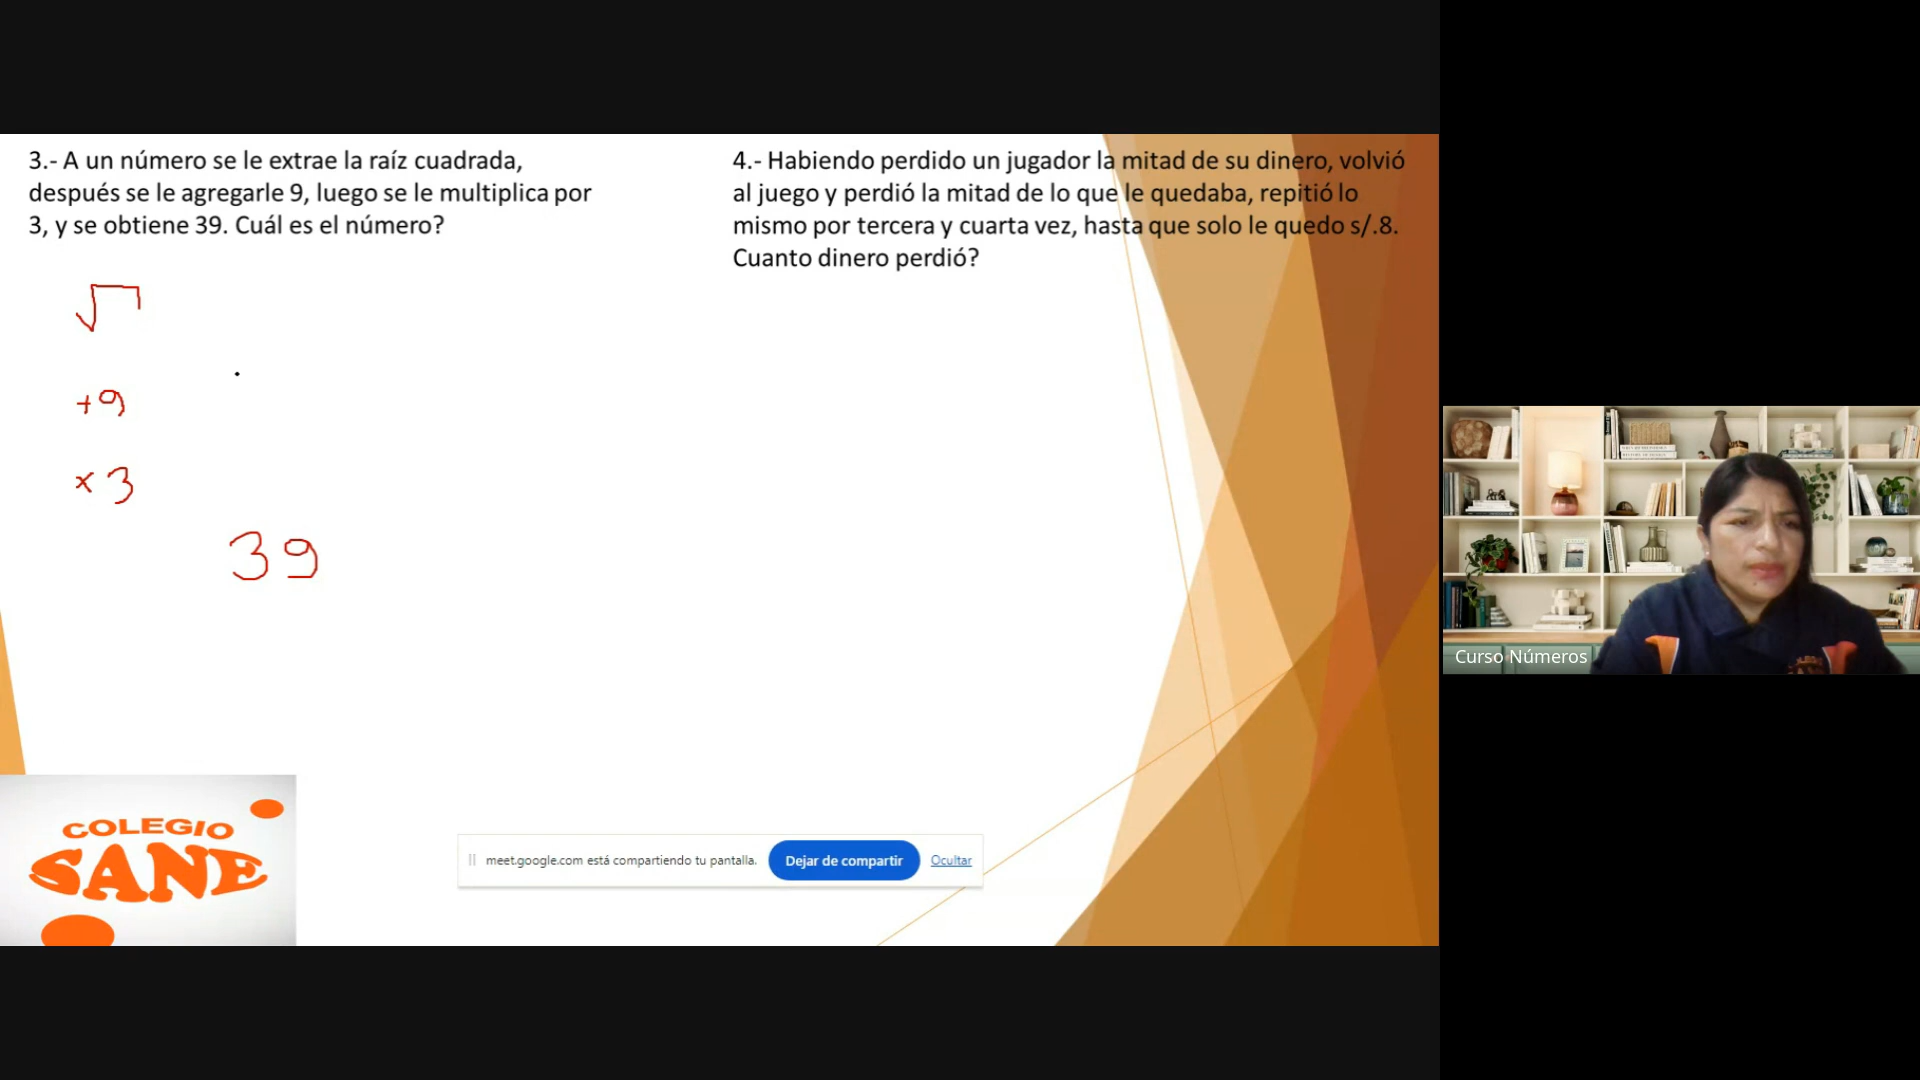 3.- A un número se le extrae la raíz cuadrada,
después se le agregarle 9, luego se le multiplica por
3, y se obtiene 39. Cuál es el número?
√
+9
×3
39
4.- Habiendo perdido un jugador la mitad de su dinero, volvió
al juego y perdió la mitad de lo que le quedaba, repitió lo
mismo por tercera y cuarta vez, hasta que solo le quedo s/.8.
Cuanto dinero perdió?
COLEGIO
SANE
meet.google.com está compartiendo tu pantalla. Dejar de compartir Ocultar
Curso Números